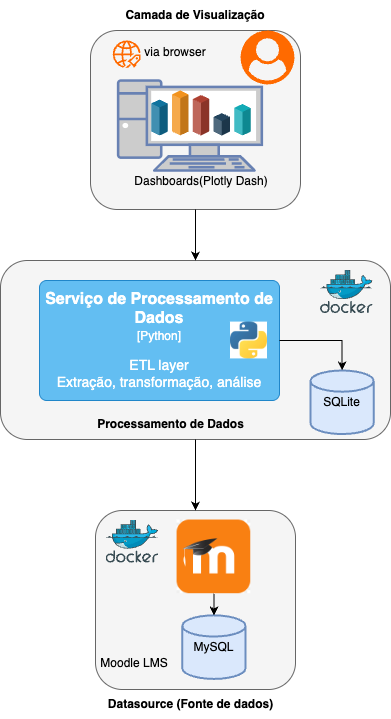 Camada de Visualização
via browser
Dashboards(Plotly Dash)
Serviço de Processamento de
Dados
[Python]
ETL layer
Extração, transformação, análise
docker
SQLite
Processamento de Dados
docker
m
MySQL
Moodle LMS
Datasource (Fonte de dados)